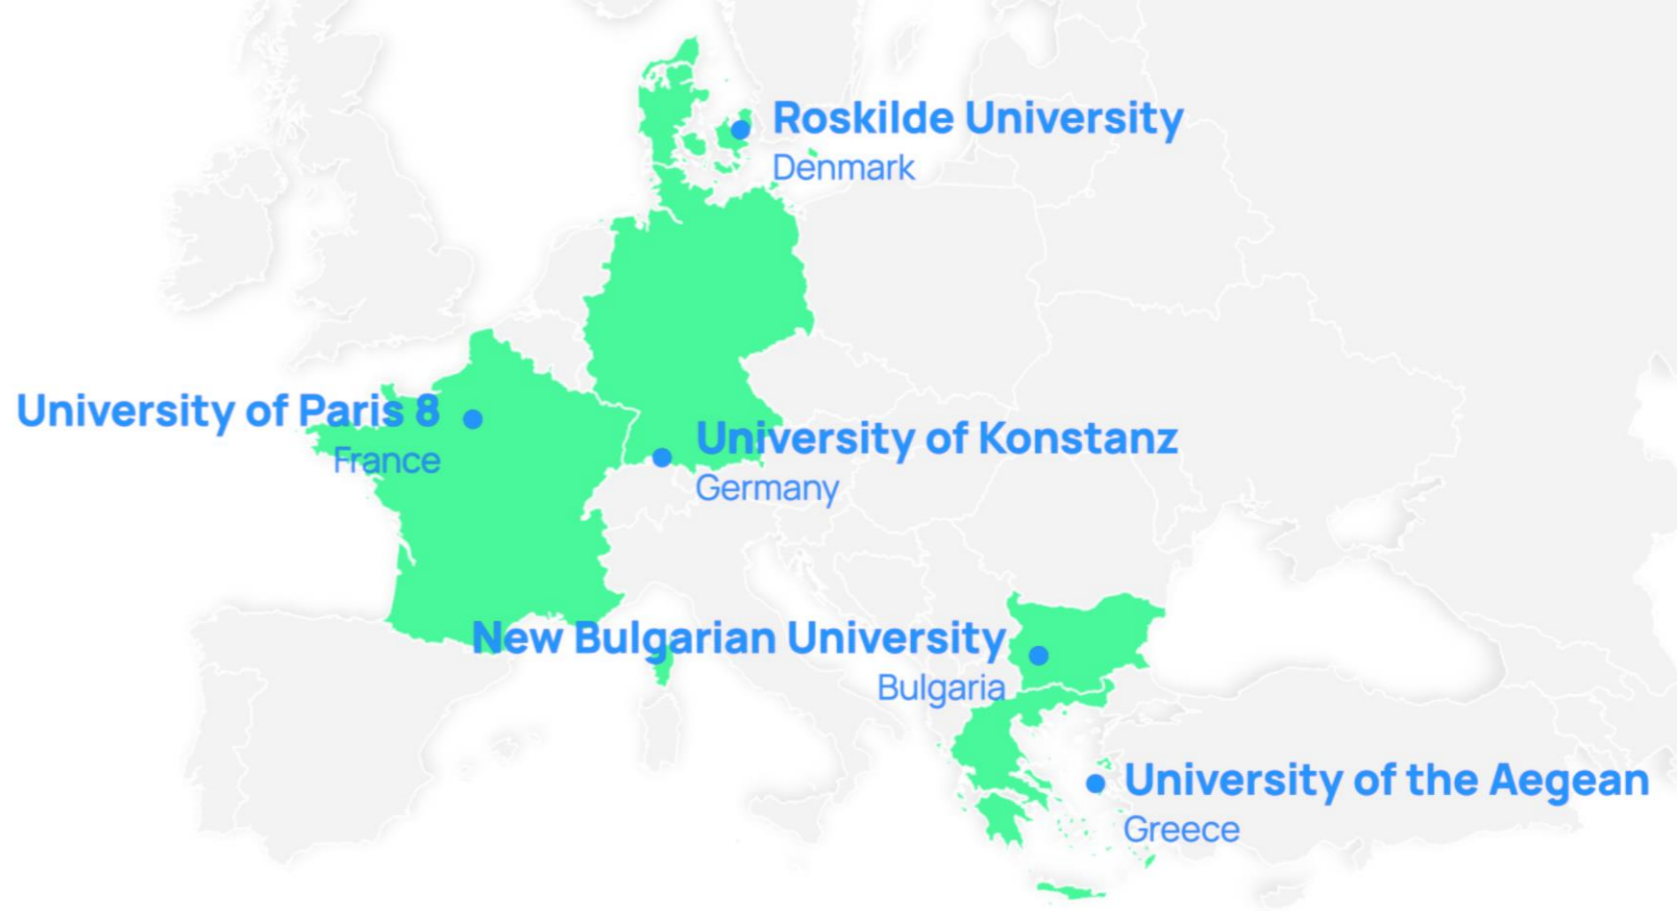 Roskilde University
Denmark
University of Paris 8
France
University of Konstanz
Germany
New Bulgarian University
Bulgaria
University of the Aegean
Greece